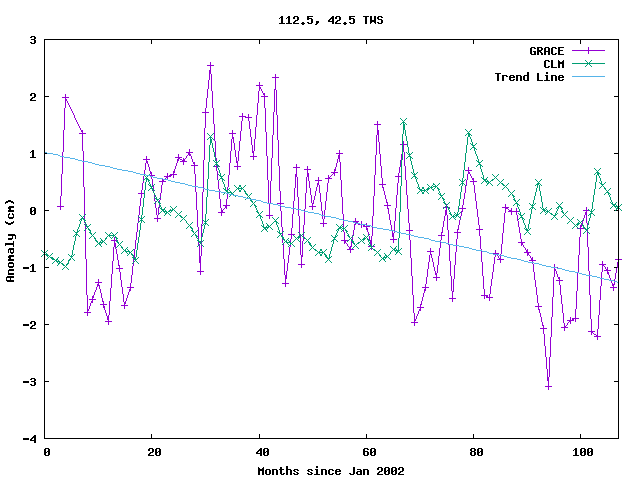 112.5, 42.5 TWS
GRACE
CLM
Trend Line
3
2
1
0
-1
-2
-3
-4
Anomaly (cm)
0 20 40 60 80 100
Months since Jan 2002